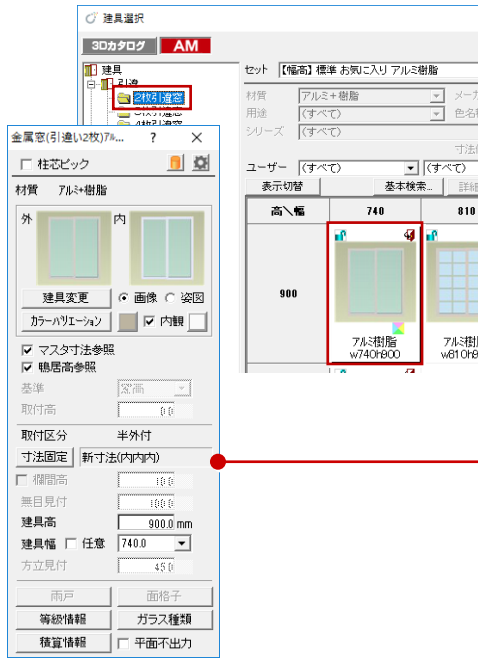 建具選択
3Dカタログ AM
建具
引違
2枚引違窓
4枚引違窓
セット 【幅高】標準 お気に入り アルミ樹脂
材質 アルミ+樹脂 メーカ
用途 (すべて) 色名称
シリーズ (すべて)
寸法
ユーザー (すべて) (すべて)
表示切替 基本検索... 詳細
高＼幅 740 810
900
アルミ樹脂
w740h900
アルミ樹脂
w810h9
金属窓(引違い2枚)アル... ? ×
柱芯ピック
材質 アルミ+樹脂
外 内
建具変更 画像 姿図
カラーバリエーション 内観
マスタ寸法参照
鴨居高参照
基準
取付高 0.0
取付区分 半外付
寸法固定 新寸法(内内内)
欄間高
無目見付
建具高 900.0 mm
建具幅 任意 740.0
方立見付 45.0
雨戸 面格子
等級情報 ガラス種類
積算情報 平面不出力